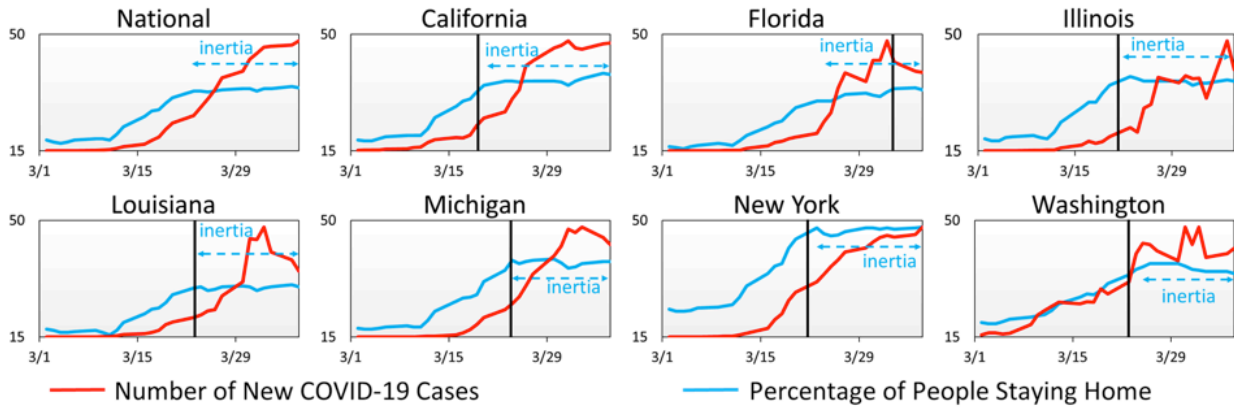 National
California
Florida
Illinois
50
inertia
15
3/1
3/15
3/29
50
inertia
15
3/1
3/15
3/29
50
inertia
15
3/1
3/15
3/29
50
inertia
15
3/1
3/15
3/29
Louisiana
Michigan
New York
Washington
50
inertia
15
3/1
3/15
3/29
50
inertia
15
3/1
3/15
3/29
50
inertia
15
3/1
3/15
3/29
50
inertia
15
3/1
3/15
3/29
Number of New COVID-19 Cases
Percentage of People Staying Home